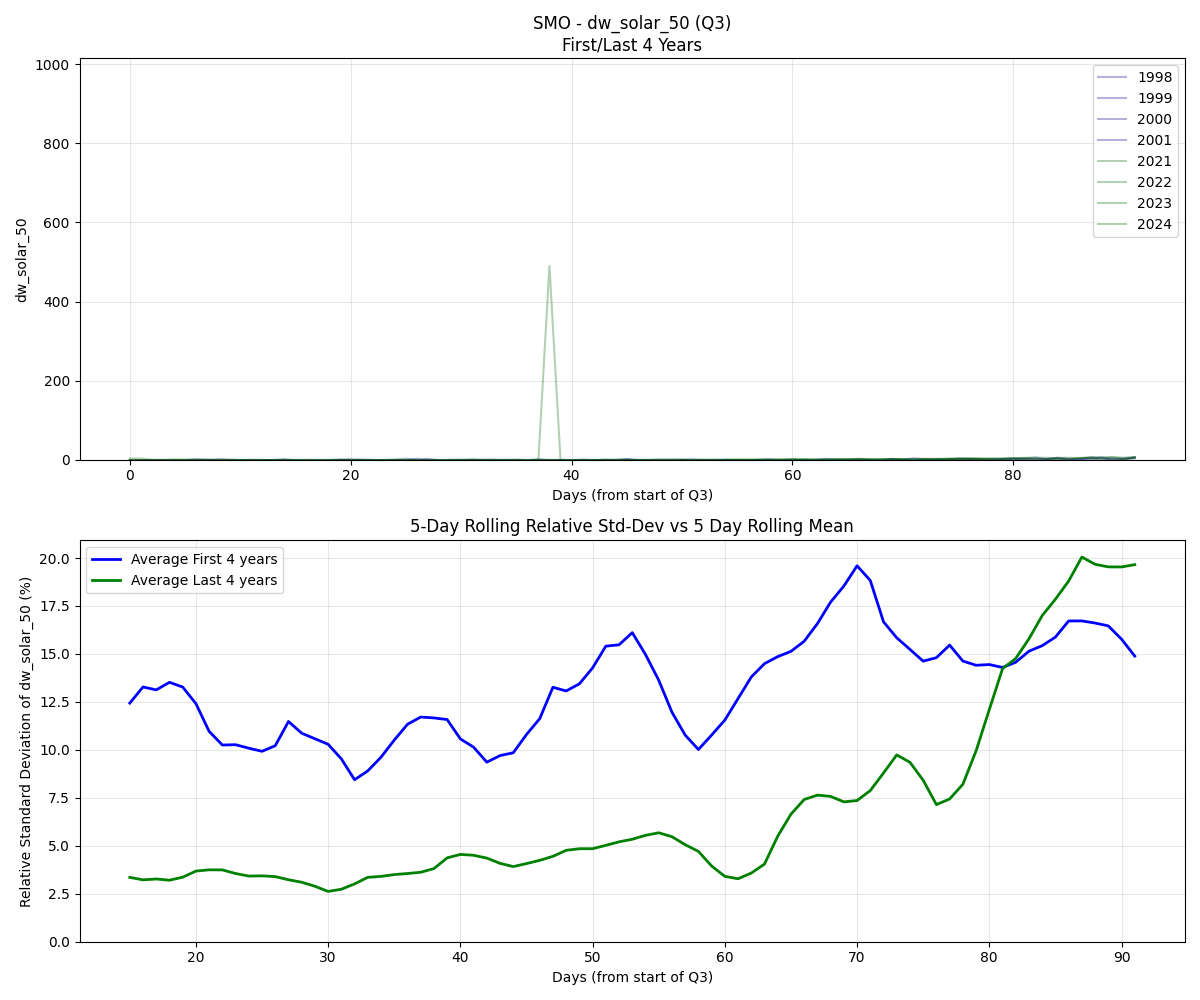 SMO - dw_solar_50 (Q3)
First/Last 4 Years
1000
800
600
400
200
0
dw_solar_50
0 20 40 60 80
Days (from start of Q3)
1998
1999
2000
2001
2021
2022
2023
2024
5-Day Rolling Relative Std-Dev vs 5 Day Rolling Mean
Average First 4 years
Average Last 4 years
20.0
17.5
15.0
12.5
10.0
7.5
5.0
2.5
0.0
Relative Standard Deviation of dw_solar_50 (%)
20 30 40 50 60 70 80 90
Days (from start of Q3)